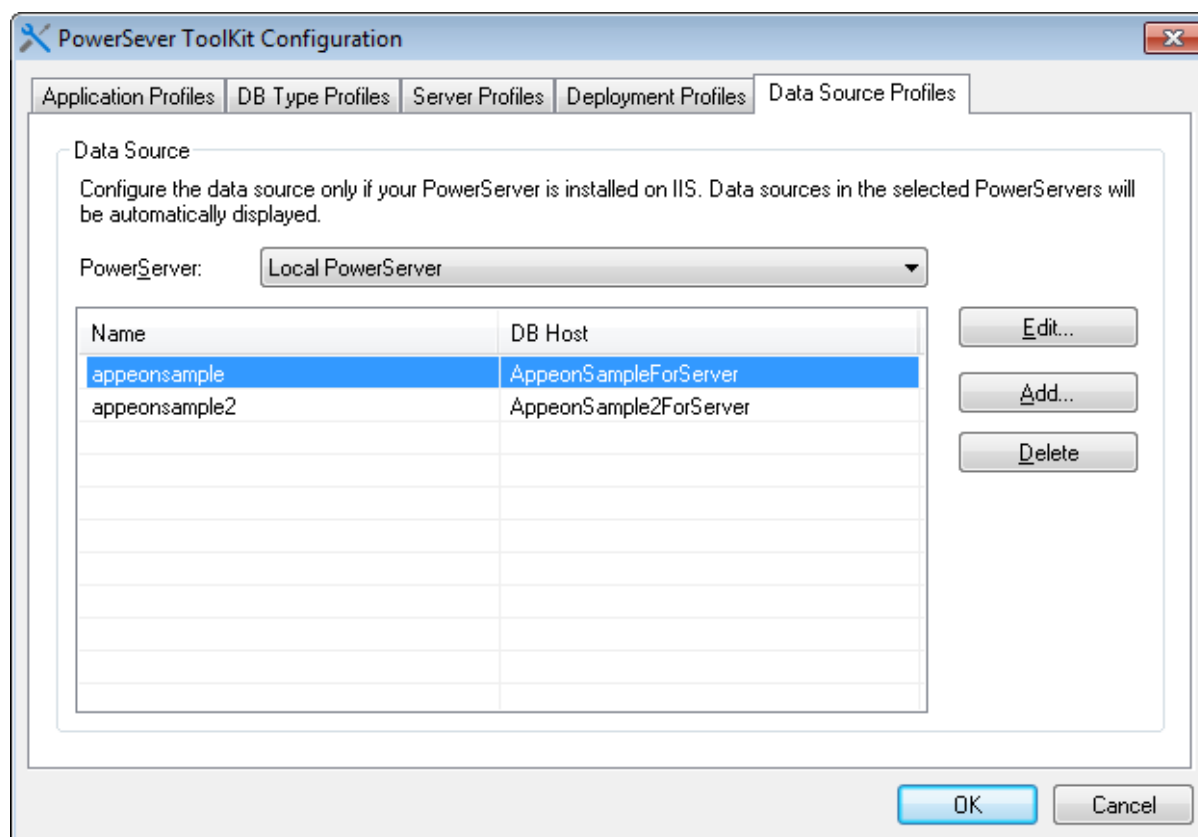 PowerSever ToolKit Configuration
Application Profiles DB Type Profiles Server Profiles Deployment Profiles Data Source Profiles
Data Source
Configure the data source only if your PowerServer is installed on IIS. Data sources in the selected PowerServers will
be automatically displayed.
PowerServer: Local PowerServer
Name DB Host
appeonsample AppeonSampleForServer
appeonsample2 AppeonSample2ForServer
Edit...
Add...
Delete
OK Cancel